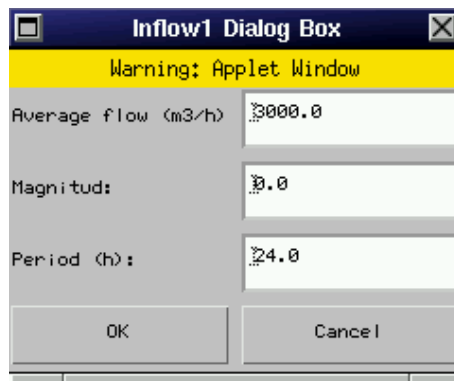 Inflow1 Dialog Box
Warning: Applet Window
Average flow (m3/h) 3000.0
Magnitud: 0.0
Period (h): 24.0
OK Cancel